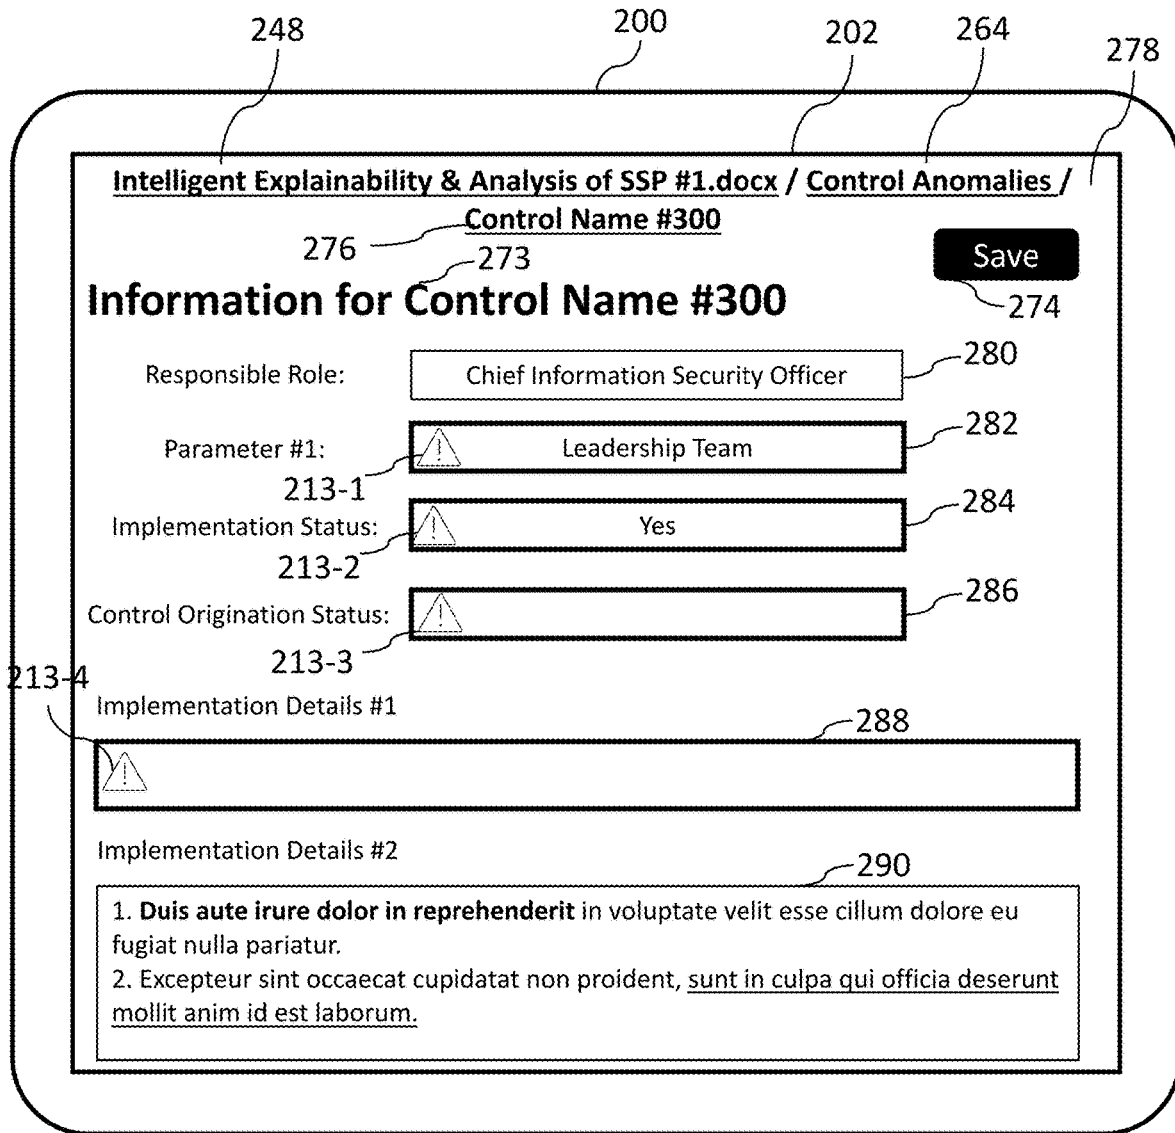 248
200
202
264
278
Intelligent Explainability & Analysis of SSP #1.docx / Control Anomalies /
Control Name #300
276
273
Save
274
Information for Control Name #300
Responsible Role:
Chief Information Security Officer
280
Parameter #1:
Leadership Team
282
213-1
Implementation Status:
Yes
284
213-2
Control Origination Status:
286
213-3
213-4
Implementation Details #1
288
Implementation Details #2
290
1. Duis aute irure dolor in reprehenderit in voluptate velit esse cillum dolore eu
fugiat nulla pariatur.
2. Excepteur sint occaecat cupidatat non proident, sunt in culpa qui officia deserunt
mollit anim id est laborum.